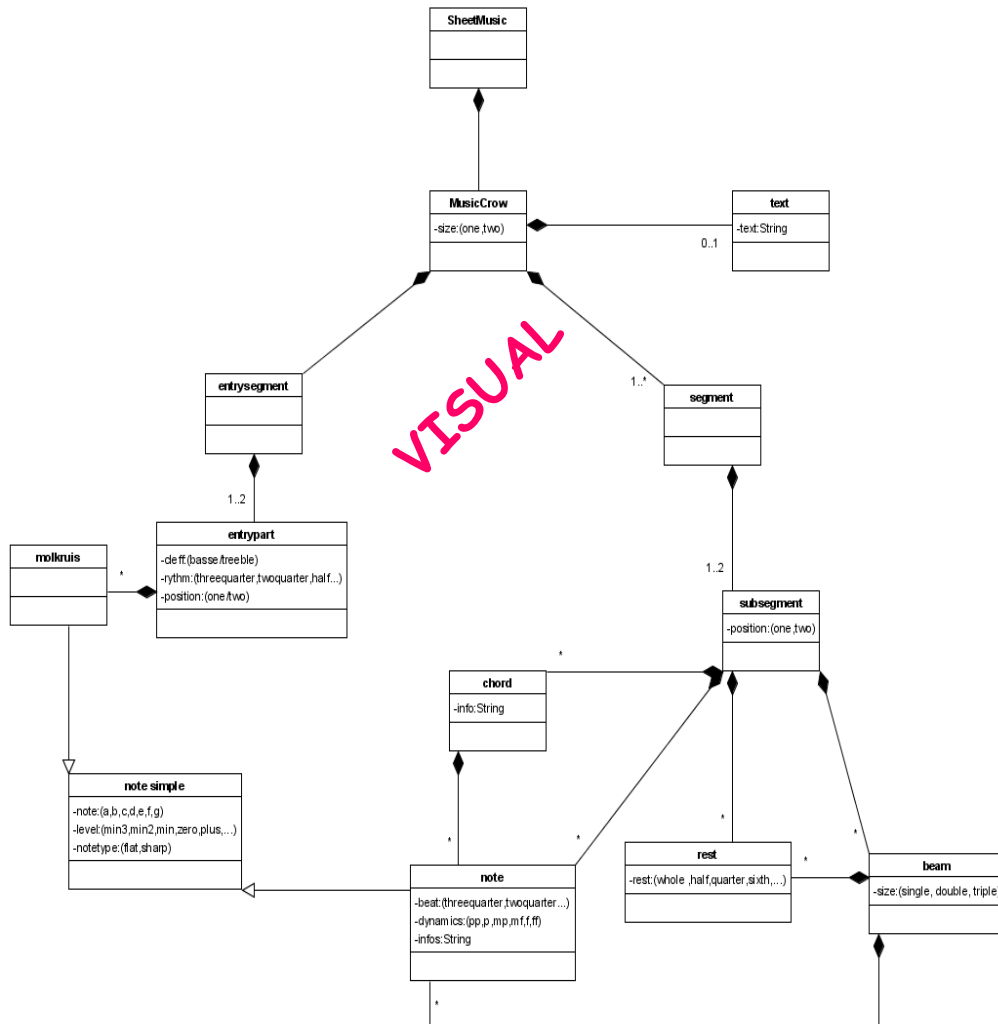 SheetMusic
MusicCrow
-size:(one,two)
text
-text:String
0..1
VISUAL
entrysegment
1..*
segment
1..2
entrypart
-cleff:(basse/treeble)
-rythm:(threequarter,twoquarter,half...)
-position:(one/two)
molkruis
*
1..2
subsegment
-position:(one,two)
*
chord
-info:String
note simple
-note:(a,b,c,d,e,f,g)
-level:(min3,min2,min,zero,plus,...)
-notetype:(flat,sharp)
*
*
*
*
note
-beat:(threequarter,twoquarter...)
-dynamics:(pp,p,mp,mf,f,ff)
-infos:String
rest
-rest:(whole ,half,quarter,sixth,...)
*
beam
-size:(single, double, triple)
*